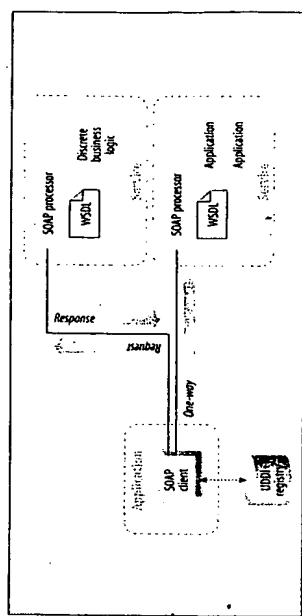 SOAP processor
WSDL
Discrete
business
logic
Service
SOAP processor
WSDL
Application
Application
Service
Response
Request
One-way
Application
SOAP
client
UDDI
registry